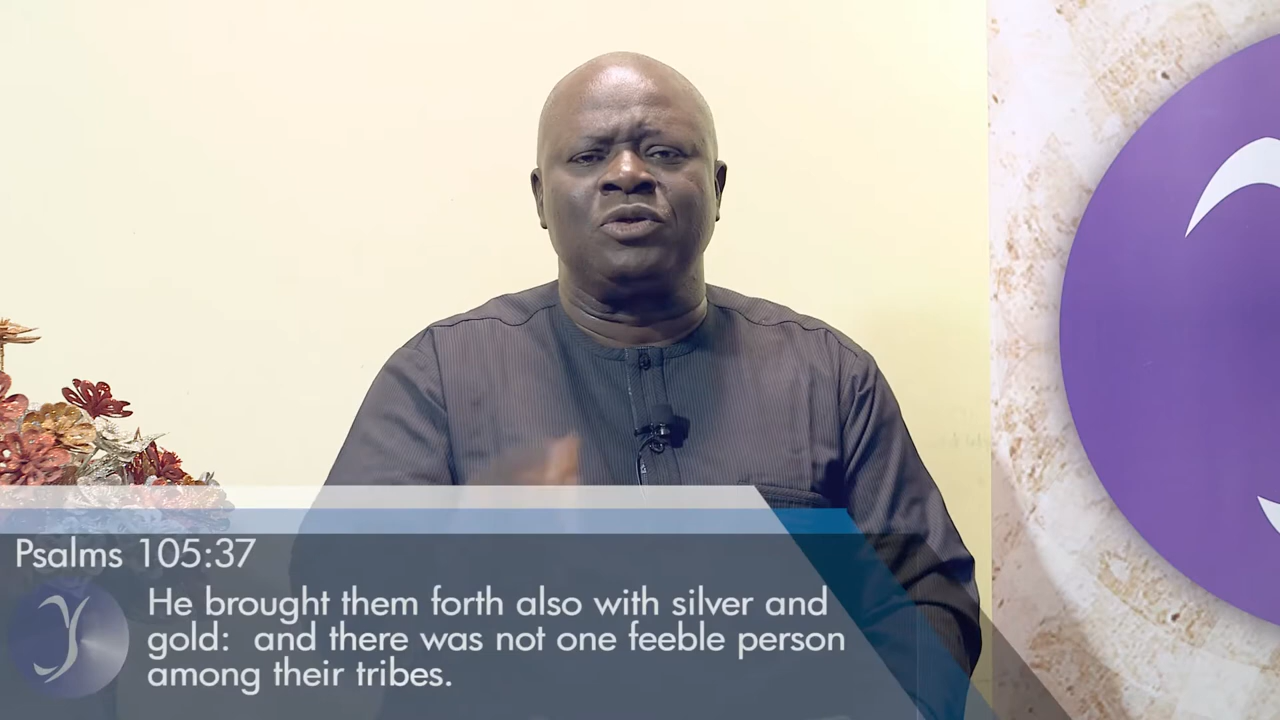 Psalms 105:37
He brought them forth also with silver and
gold:  and there was not one feeble person
among their tribes.